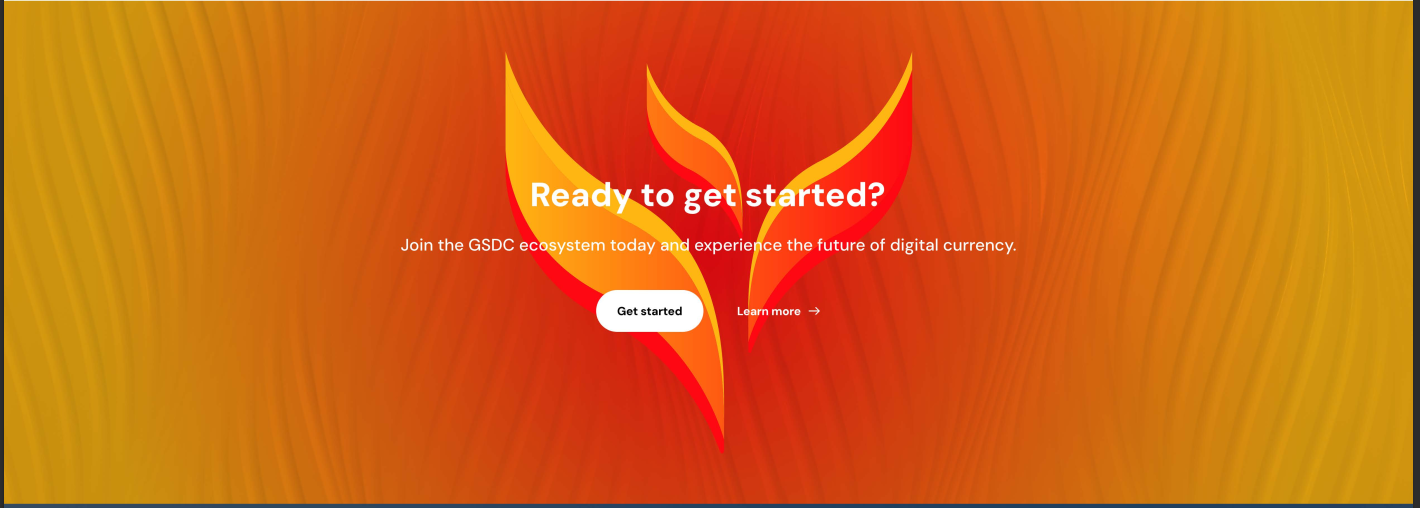 Ready to get started?
Join the GSDC ecosystem today and experience the future of digital currency.
Get started
Learn more →